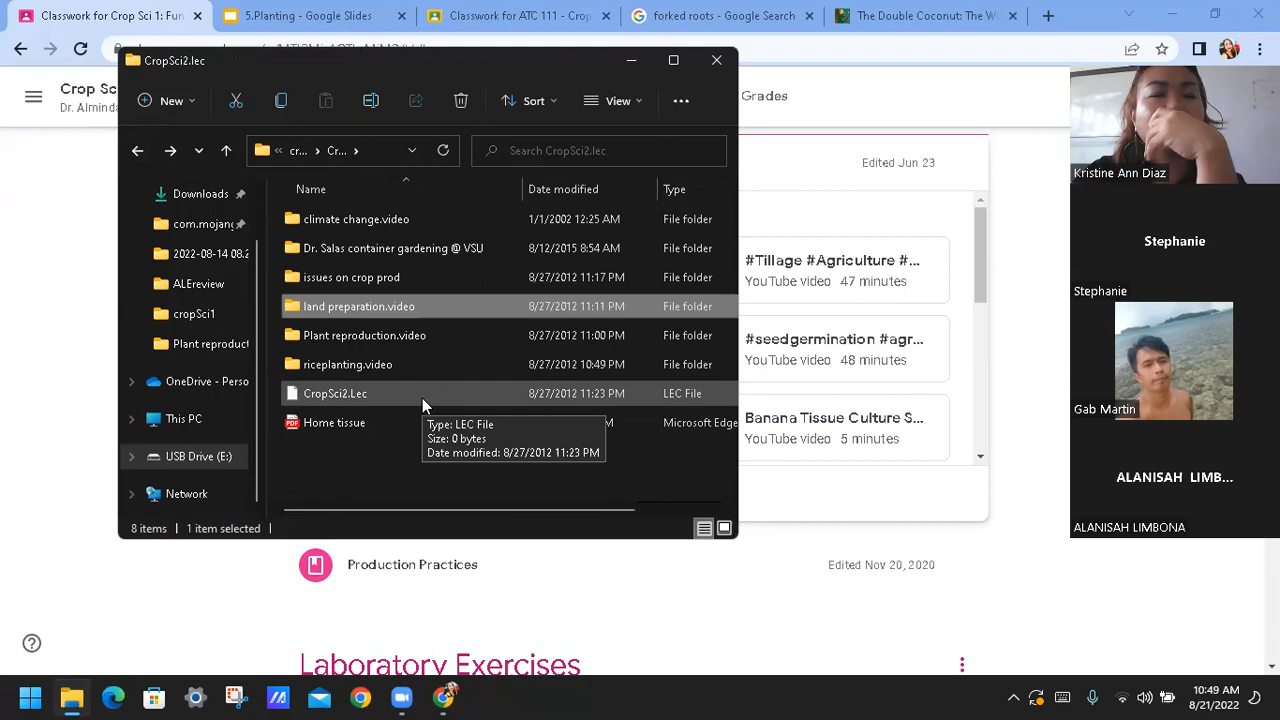 Crop Sci 111: Fun
5.Planting and Establishment.vi
Classwork for ATC 111 - Crop
forked roots - Google Search
The Double Coconut: The Wo
CropSci2.lec
Crop Sc
Dr. Alminda
New
Sort
View
Grades
« cr... > Cr... >
Search CropSci2.lec
Edited Jun 23
Kristine Ann Diaz
Downloads
Name
Date modified
Type
com.mojang
climate change.video
1/1/2002 12:25 AM
File folder
2022-08-14 08.2
Dr. Salas container gardening @ VSU
8/12/2015 8:54 AM
File folder
Stephanie
#Tillage #Agriculture #...
YouTube video 47 minutes
ALEreview
issues on crop prod
8/27/2012 11:17 PM
File folder
Stephanie
cropSci1
land preparation.video
8/27/2012 11:11 PM
File folder
Plant reproduct
Plant reproduction.video
8/27/2012 11:00 PM
File folder
#seedgermination #agr...
YouTube video 48 minutes
riceplanting.video
8/27/2012 10:49 PM
File folder
OneDrive - Perso
CropSci2.Lec
8/27/2012 11:23 PM
LEC File
Gab Martin
This PC
Home tissue
M
Microsoft Edge
Type: LEC File
Size: 0 bytes
Date modified: 8/27/2012 11:23 PM
Banana Tissue Culture S...
YouTube video 5 minutes
USB Drive (E:)
Network
ALANISAH LIMB...
8 items
1 item selected
ALANISAH LIMBONA
Production Practices
Edited Nov 20, 2020
Laboratory Exercises
10:49 AM
8/21/2022